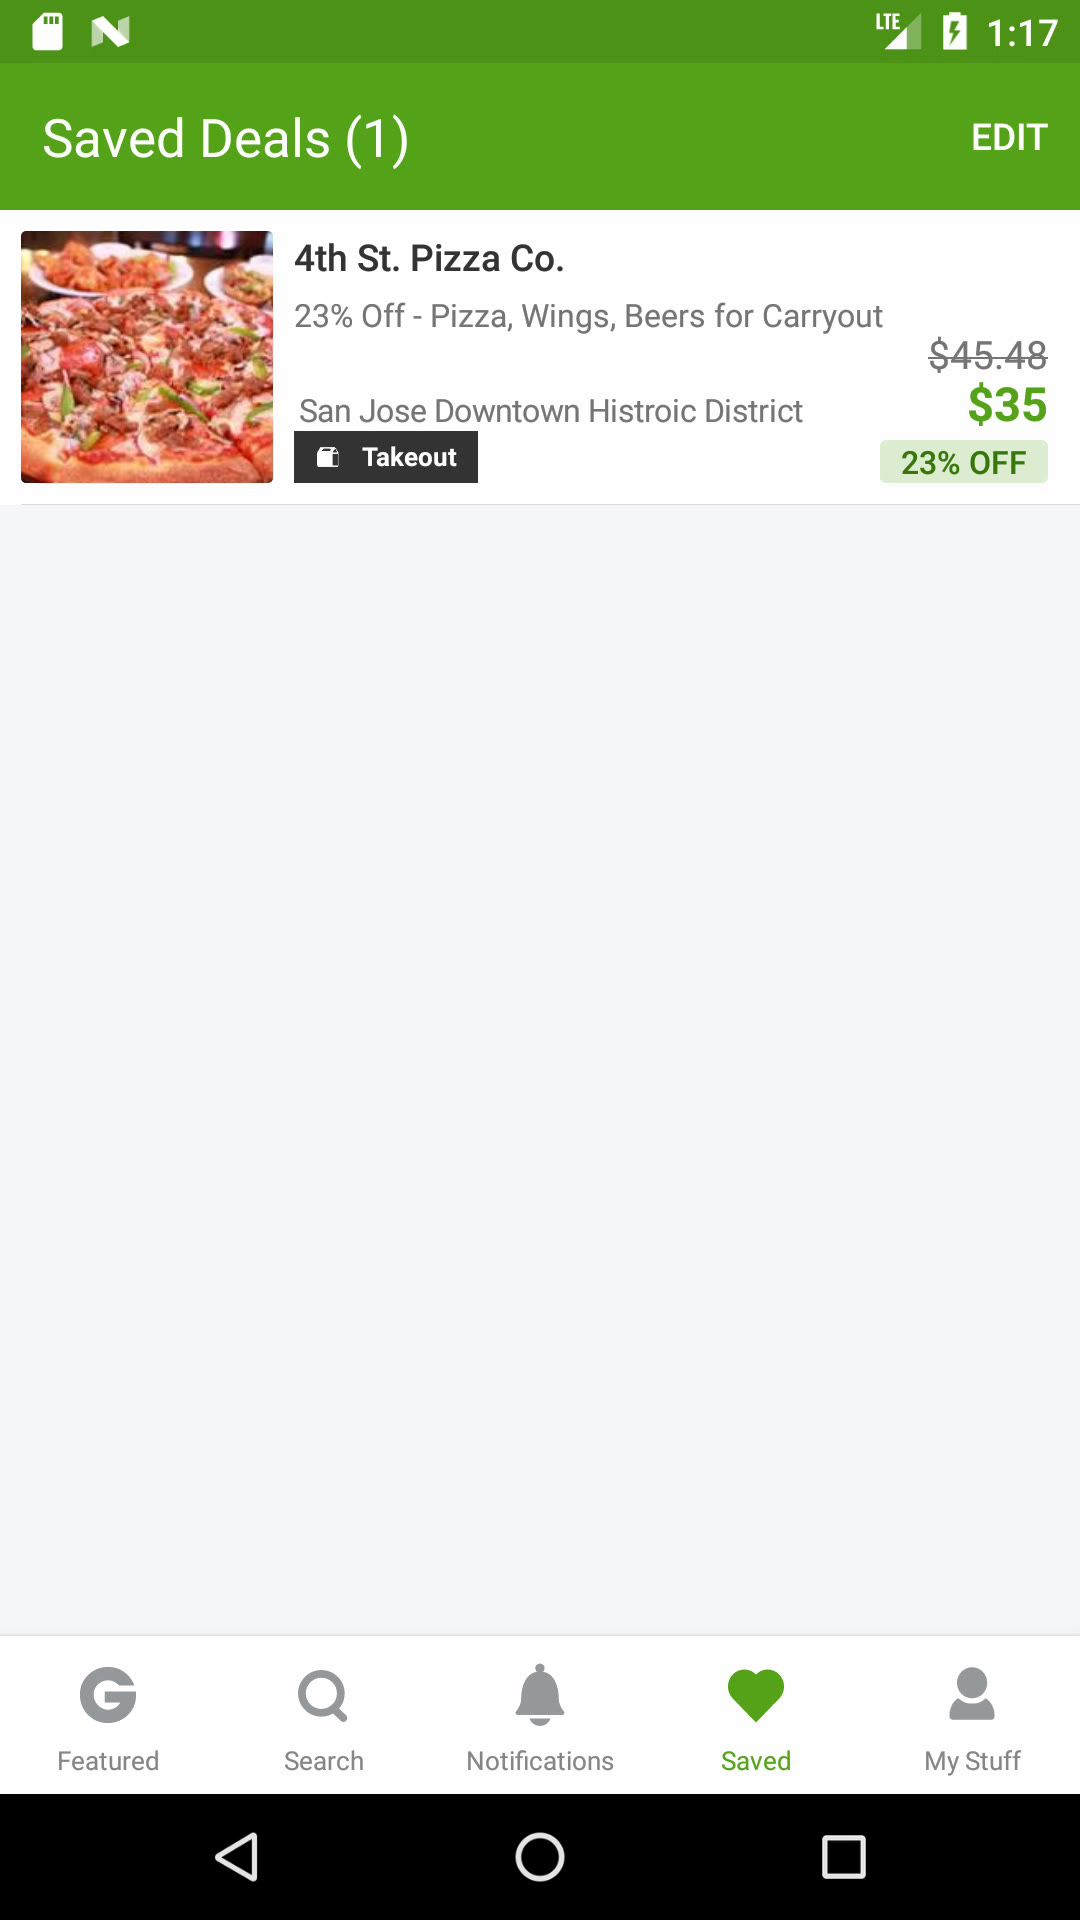 LTE 1:17
Saved Deals (1)
EDIT
4th St. Pizza Co.
23% Off - Pizza, Wings, Beers for Carryout
$45.48
San Jose Downtown Histroic District
$35
Takeout
23% OFF
Featured
Search
Notifications
Saved
My Stuff